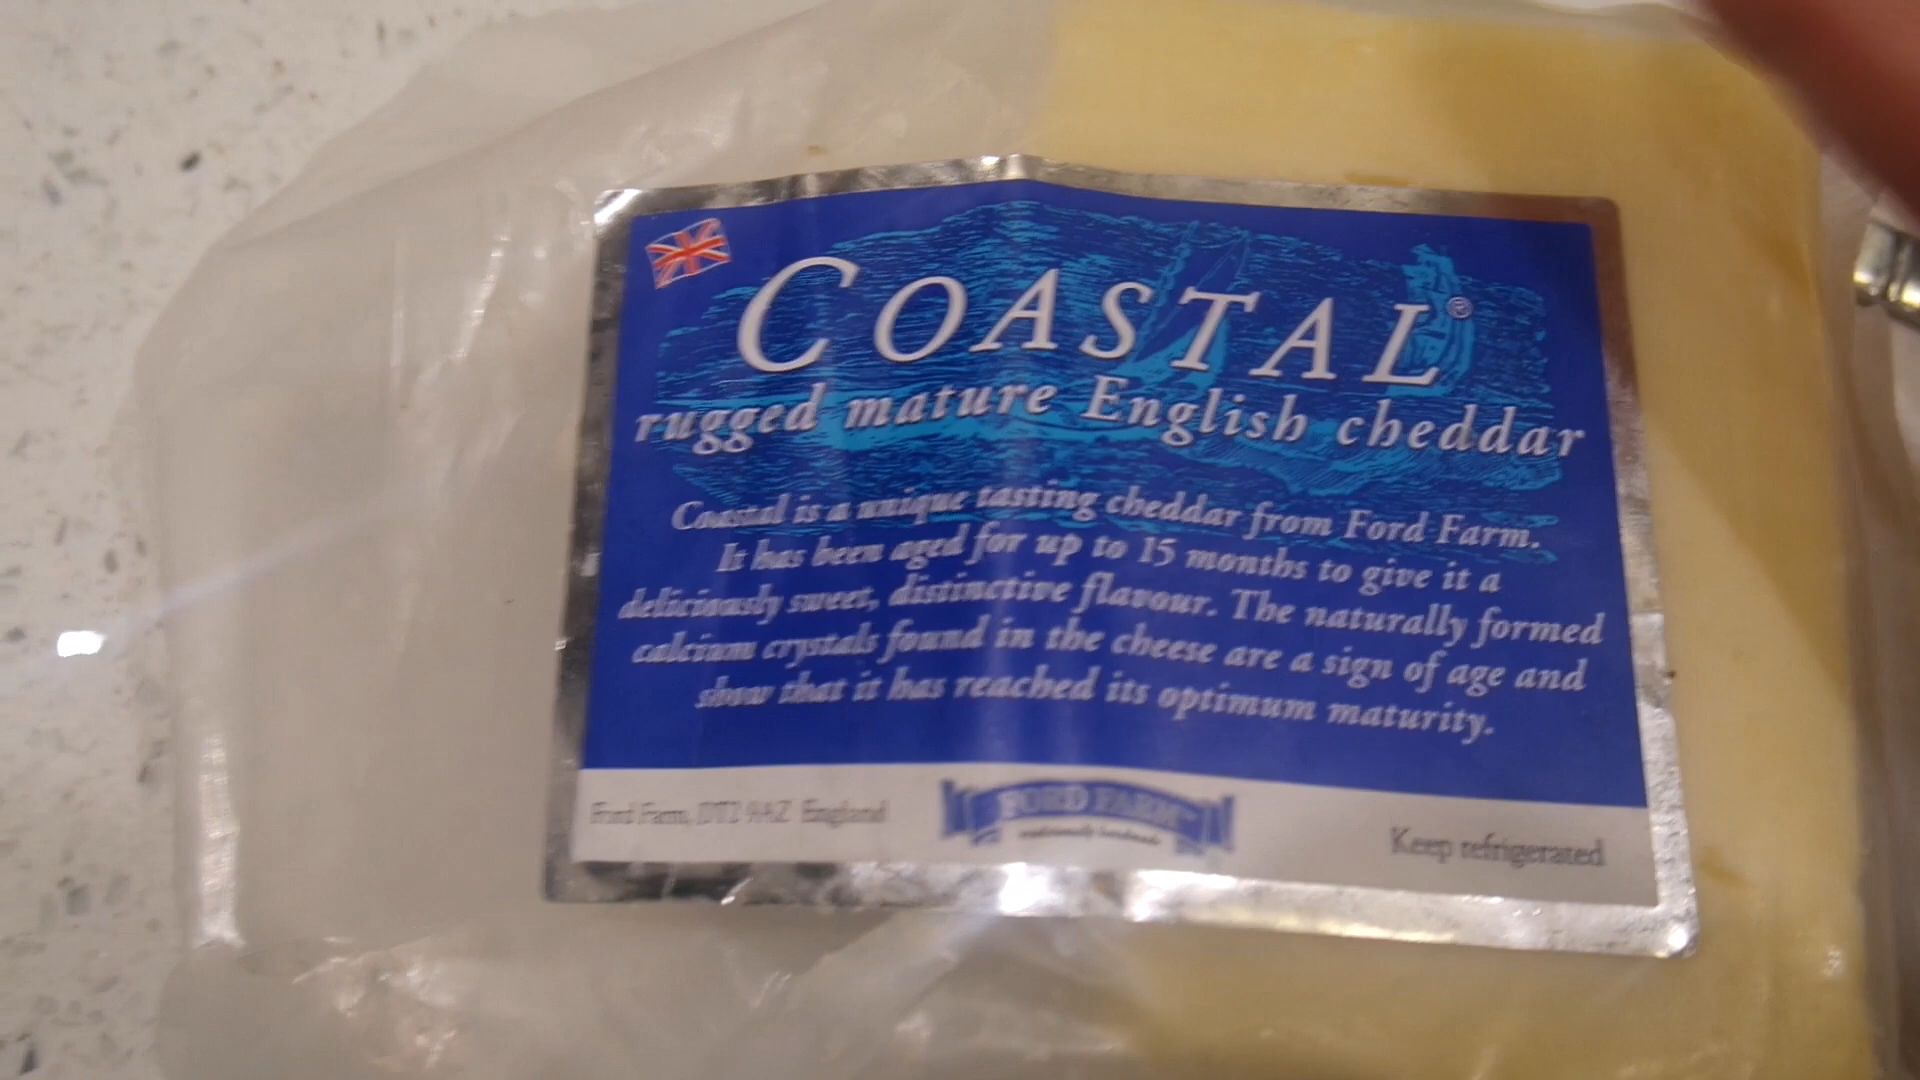 COASTAL®
rugged mature English cheddar
Coastal is a unique tasting cheddar from Ford Farm.
It has been aged for up to 15 months to give it a
deliciously sweet, distinctive flavour. The naturally formed
calcium crystals found in the cheese are a sign of age and
show that it has reached its optimum maturity.
Ford Farm, DT2 9AZ England
FORD FARM
Keep refrigerated